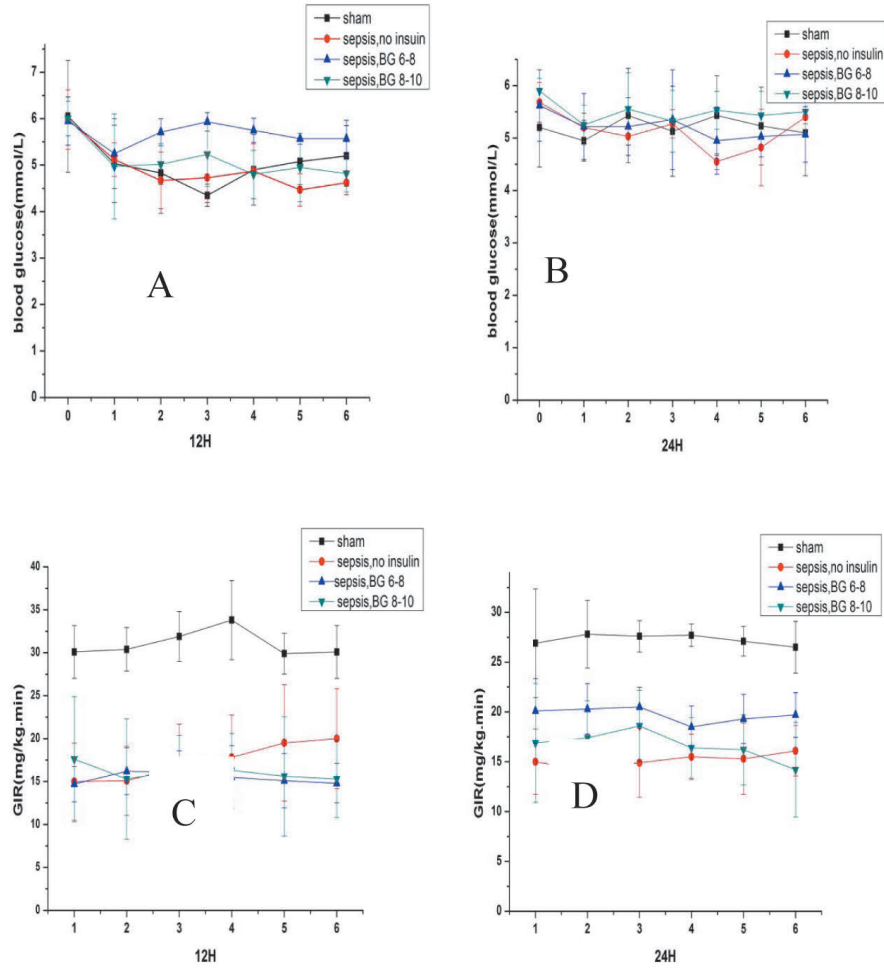 sham
sepsis,no insuin
sepsis,BG 6-8
sepsis,BG 8-10
blood glucose(mmol/L)
7
6
5
4
3
2
1
0
A
0 1 2 3 4 5 6
12H
sham
sepsis,no insulin
sepsis,BG 6-8
sepsis,BG 8-10
blood glucose(mmol/L)
6
5
4
3
2
1
0
B
0 1 2 3 4 5 6
24H
sham
sepsis,no insulin
sepsis,BG 6-8
sepsis,BG 8-10
GIR(mg/kg.min)
40
35
30
25
20
15
10
5
0
C
1 2 3 4 5 6
12H
sham
sepsis,no insulin
sepsis,BG 6-8
sepsis,BG 8-10
GIR(mg/kg.min)
30
25
20
15
10
5
0
D
1 2 3 4 5 6
24H